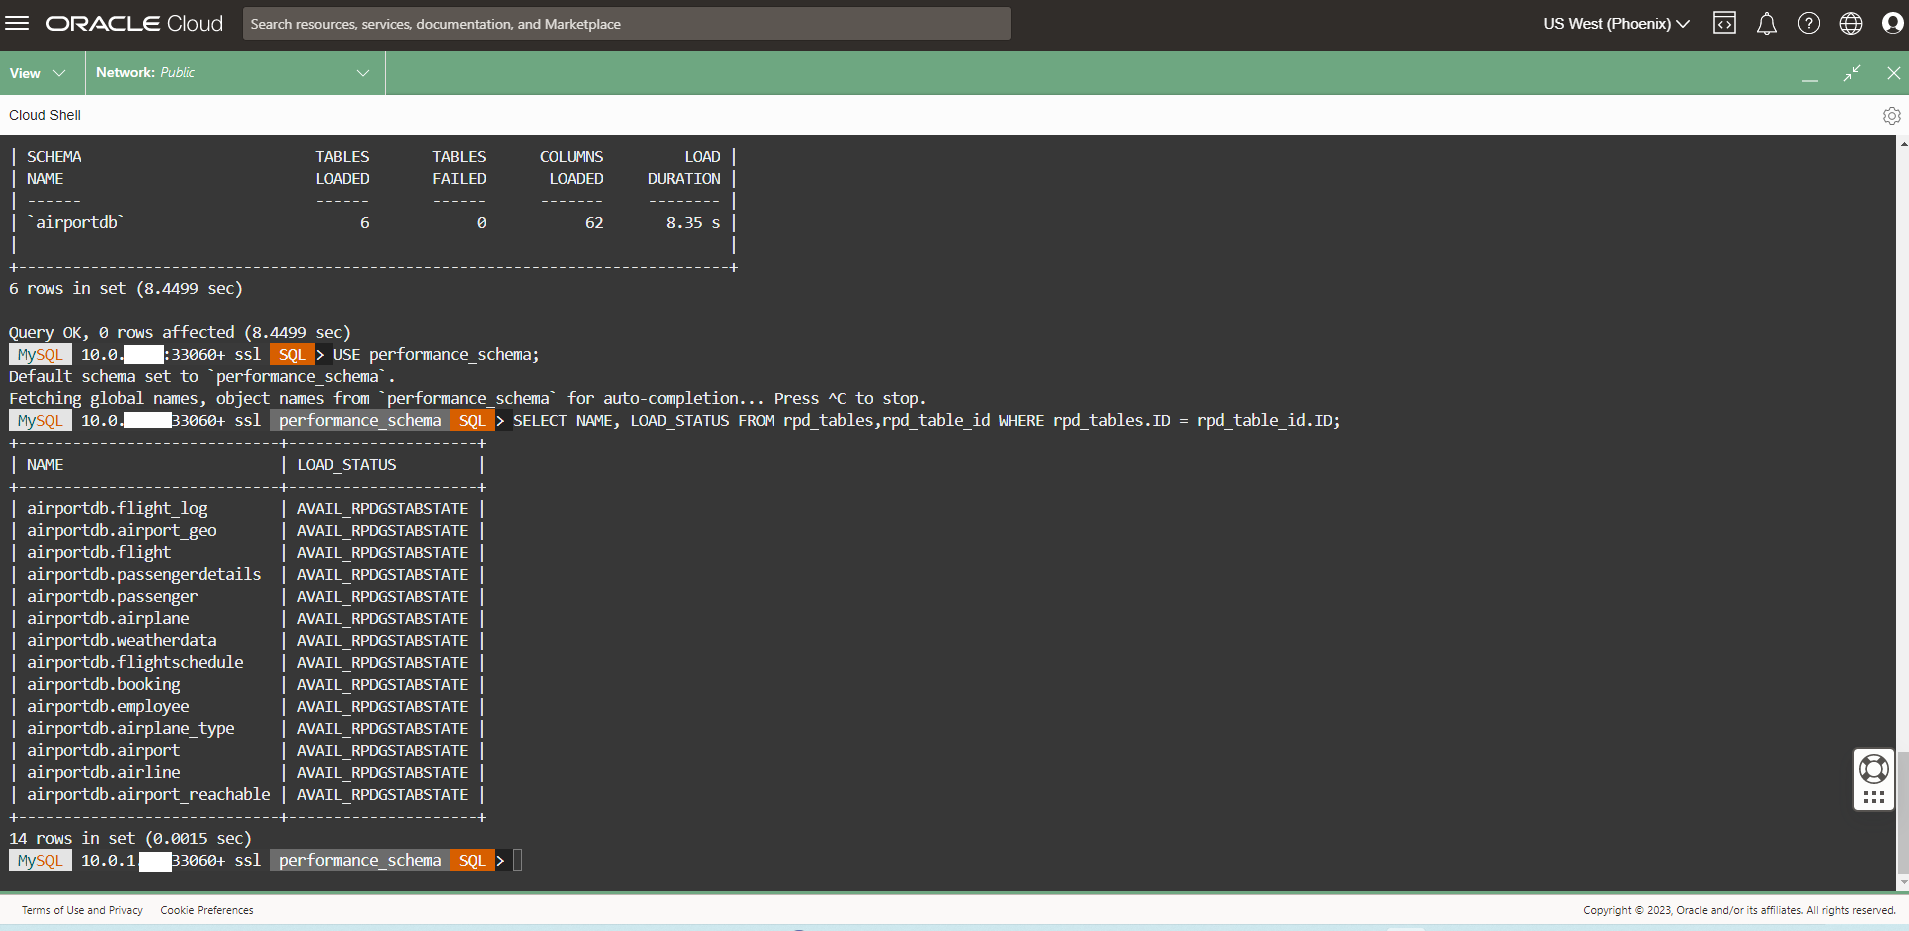 ORACLE Cloud
Search resources, services, documentation, and Marketplace
US West (Phoenix)
View
Network: Public
Cloud Shell
| SCHEMA                          TABLES       TABLES      COLUMNS         LOAD |
| NAME                            LOADED       FAILED       LOADED     DURATION |
| ------                          ------       ------      -------     -------- |
| `airportdb`                          6            0           62       8.35 s |
|                                                                               |
+-------------------------------------------------------------------------------+
6 rows in set (8.4499 sec)
Query OK, 0 rows affected (8.4499 sec)
MySQL 10.0. :33060+ ssl SQL > USE performance_schema;
Default schema set to `performance_schema`.
Fetching global names, object names from `performance_schema` for auto-completion... Press ^C to stop.
MySQL 10.0. 33060+ ssl performance_schema SQL > SELECT NAME, LOAD_STATUS FROM rpd_tables,rpd_table_id WHERE rpd_tables.ID = rpd_table_id.ID;
+-----------------------------+---------------------+
| NAME                        | LOAD_STATUS         |
+-----------------------------+---------------------+
| airportdb.flight_log        | AVAIL_RPDGSTABSTATE |
| airportdb.airport_geo       | AVAIL_RPDGSTABSTATE |
| airportdb.flight            | AVAIL_RPDGSTABSTATE |
| airportdb.passengerdetails  | AVAIL_RPDGSTABSTATE |
| airportdb.passenger         | AVAIL_RPDGSTABSTATE |
| airportdb.airplane          | AVAIL_RPDGSTABSTATE |
| airportdb.weatherdata       | AVAIL_RPDGSTABSTATE |
| airportdb.flightschedule    | AVAIL_RPDGSTABSTATE |
| airportdb.booking           | AVAIL_RPDGSTABSTATE |
| airportdb.employee          | AVAIL_RPDGSTABSTATE |
| airportdb.airplane_type     | AVAIL_RPDGSTABSTATE |
| airportdb.airport           | AVAIL_RPDGSTABSTATE |
| airportdb.airline           | AVAIL_RPDGSTABSTATE |
| airportdb.airport_reachable | AVAIL_RPDGSTABSTATE |
+-----------------------------+---------------------+
14 rows in set (0.0015 sec)
MySQL 10.0.1. 33060+ ssl performance_schema SQL >
Terms of Use and Privacy Cookie Preferences
Copyright © 2023, Oracle and/or its affiliates. All rights reserved.